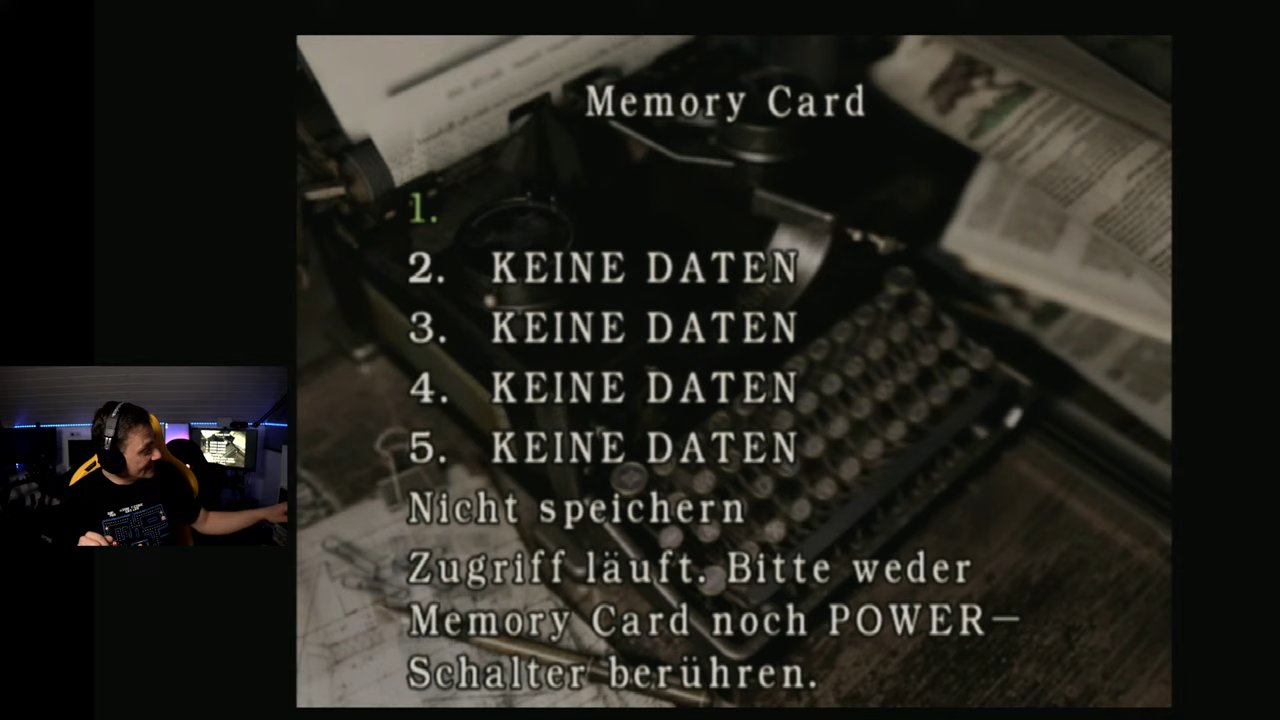 Memory Card
1.
2. KEINE DATEN
3. KEINE DATEN
4. KEINE DATEN
5. KEINE DATEN
Nicht speichern
Zugriff läuft. Bitte weder
Memory Card noch POWER—
Schalter berühren.